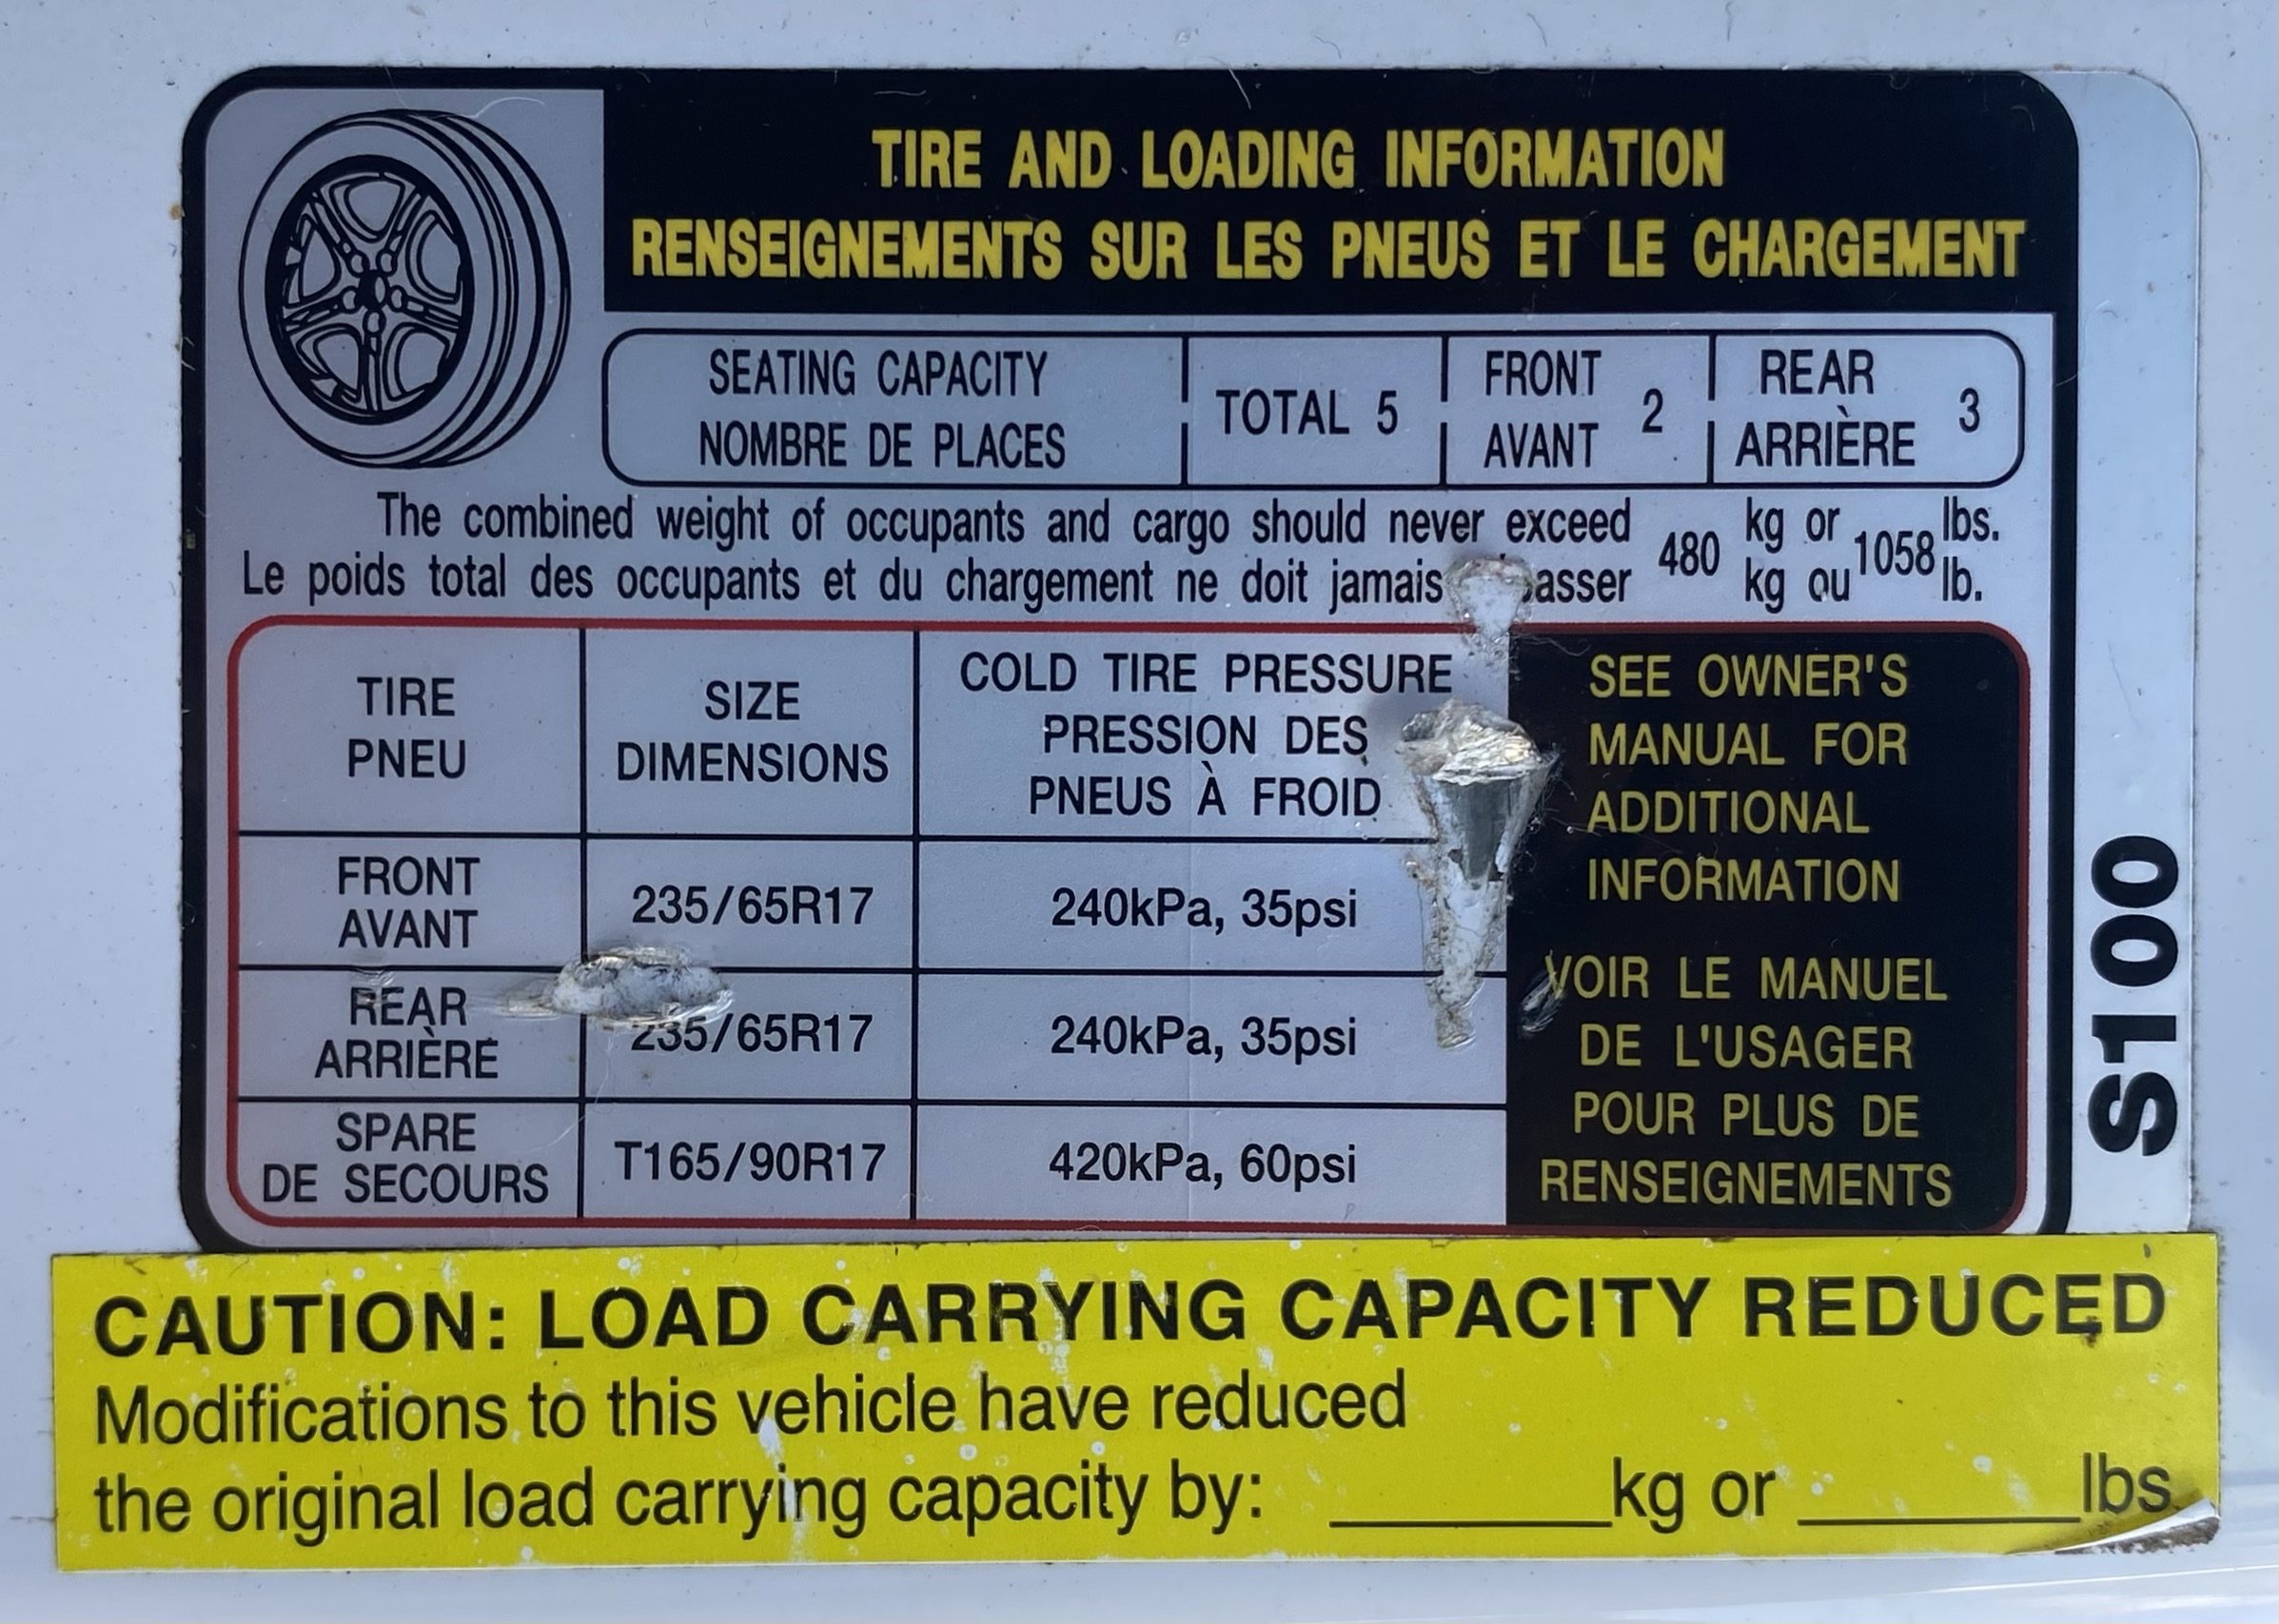 TIRE AND LOADING INFORMATION
RENSEIGNEMENTS SUR LES PNEUS ET LE CHARGEMENT
SEATING CAPACITY
NOMBRE DE PLACES
TOTAL 5
FRONT
AVANT
2
REAR
ARRIÈRE
3
The combined weight of occupants and cargo should never exceed 480 kg or 1058 lbs.
Le poids total des occupants et du chargement ne doit jamais kg ou lb.
TIRE
PNEU
SIZE
DIMENSIONS
COLD TIRE PRESSURE
PRESSION DES
PNEUS À FROID
FRONT
AVANT
235/65R17
240kPa, 35psi
REAR
ARRIÈRE
235/65R17
240kPa, 35psi
SPARE
DE SECOURS
T165/90R17
420kPa, 60psi
SEE OWNER'S
MANUAL FOR
ADDITIONAL
INFORMATION
VOIR LE MANUEL
DE L'USAGER
POUR PLUS DE
RENSEIGNEMENTS
S100
CAUTION: LOAD CARRYING CAPACITY REDUCED
Modifications to this vehicle have reduced
the original load carrying capacity by: ______kg or ______lbs